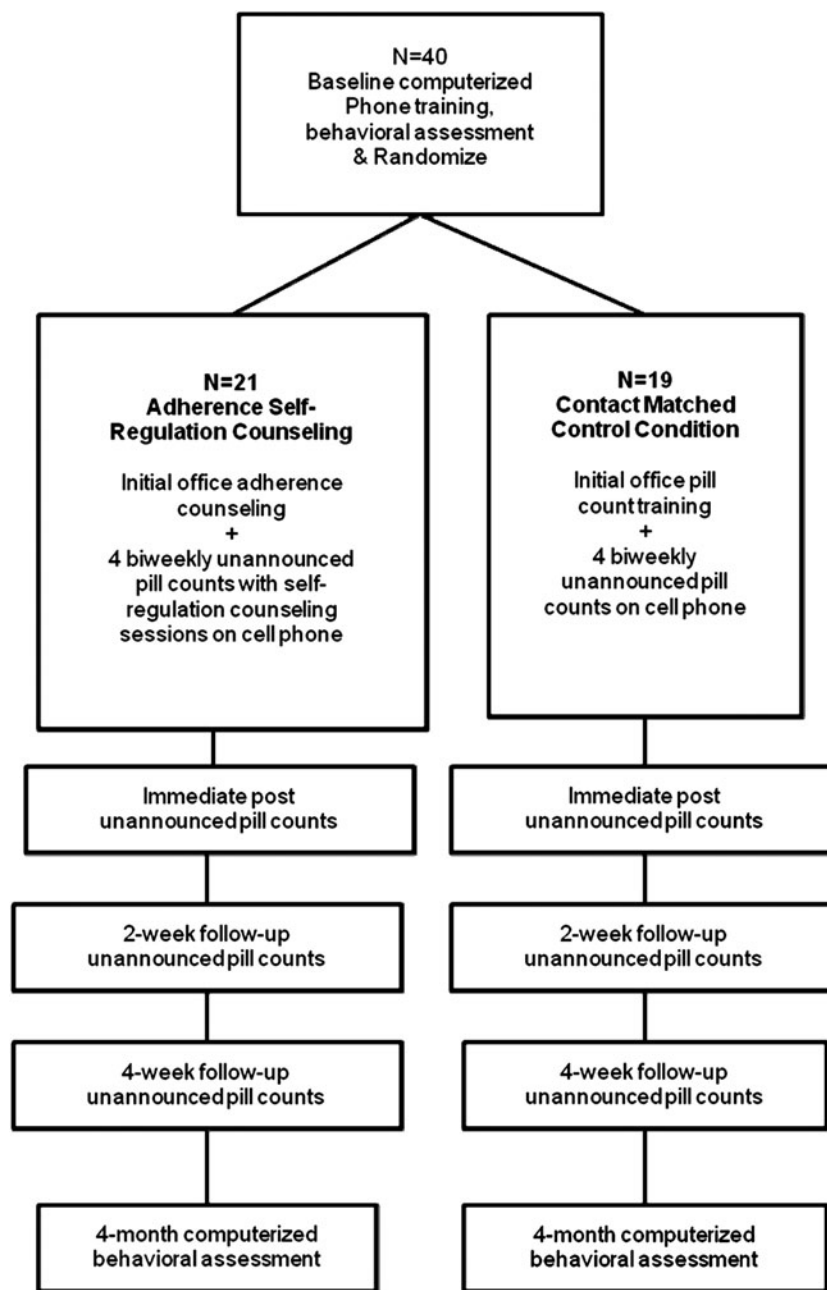 N=40
Baseline computerized
Phone training,
behavioral assessment
& Randomize
N=21
Adherence Self-
Regulation Counseling
Initial office adherence
counseling
+
4 biweekly unannounced
pill counts with self-
regulation counseling
sessions on cell phone
N=19
Contact Matched
Control Condition
Initial office pill
count training
+
4 biweekly
unannounced pill
counts on cell phone
Immediate post
unannounced pill counts
Immediate post
unannounced pill counts
2-week follow-up
unannounced pill counts
2-week follow-up
unannounced pill counts
4-week follow-up
unannounced pill counts
4-week follow-up
unannounced pill counts
4-month computerized
behavioral assessment
4-month computerized
behavioral assessment